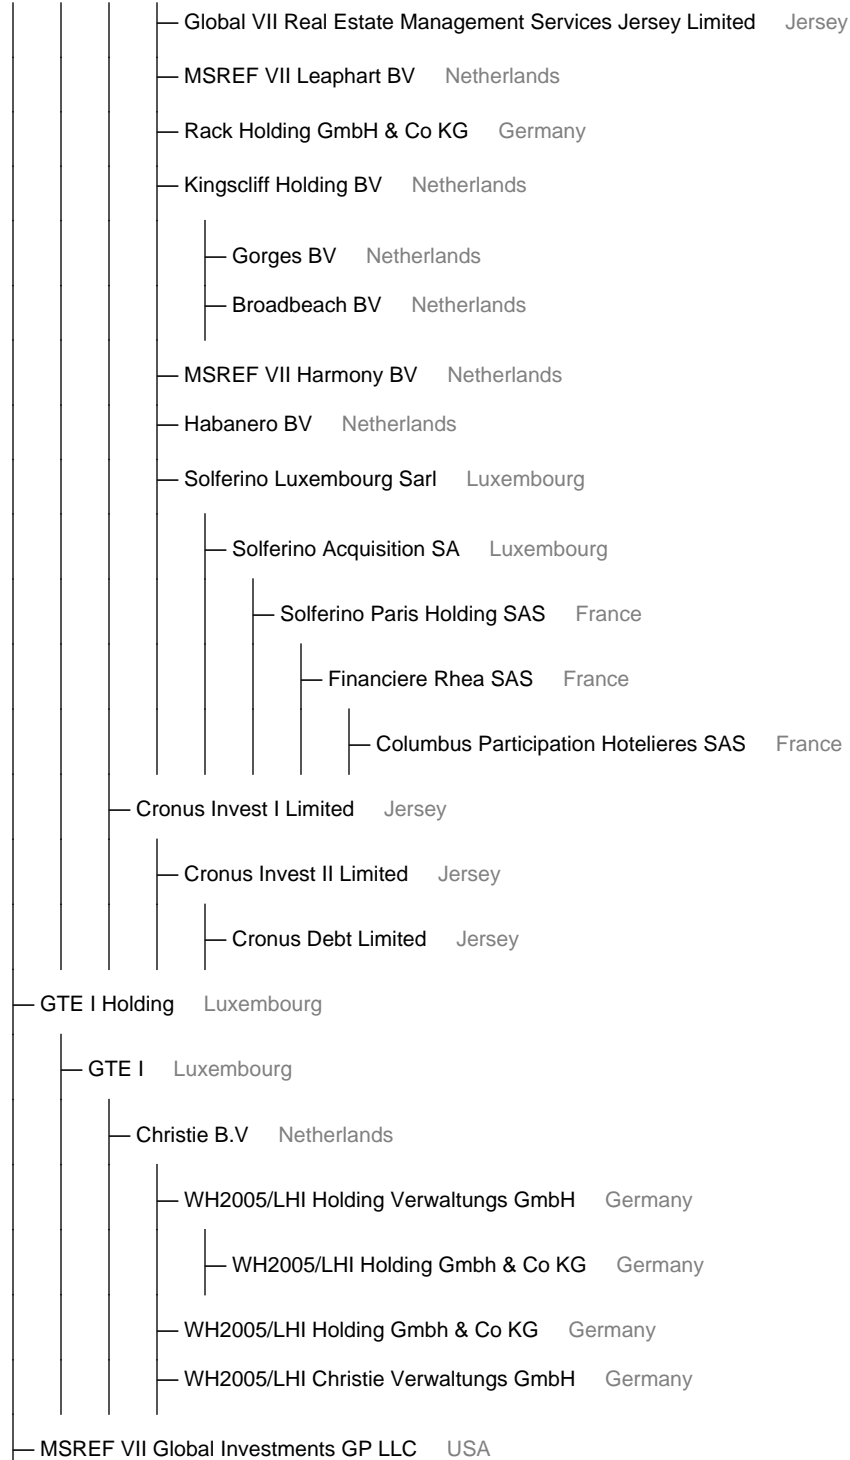 Global VII Real Estate Management Services Jersey Limited Jersey
MSREF VII Leaphart BV Netherlands
Rack Holding GmbH & Co KG Germany
Kingscliff Holding BV Netherlands
Gorges BV Netherlands
Broadbeach BV Netherlands
MSREF VII Harmony BV Netherlands
Habanero BV Netherlands
Solferino Luxembourg Sarl Luxembourg
Solferino Acquisition SA Luxembourg
Solferino Paris Holding SAS France
Financiere Rhea SAS France
Columbus Participation Hotelieres SAS France
Cronus Invest I Limited Jersey
Cronus Invest II Limited Jersey
Cronus Debt Limited Jersey
GTE I Holding Luxembourg
GTE I Luxembourg
Christie B.V Netherlands
WH2005/LHI Holding Verwaltungs GmbH Germany
WH2005/LHI Holding Gmbh & Co KG Germany
WH2005/LHI Holding Gmbh & Co KG Germany
WH2005/LHI Christie Verwaltungs GmbH Germany
MSREF VII Global Investments GP LLC USA